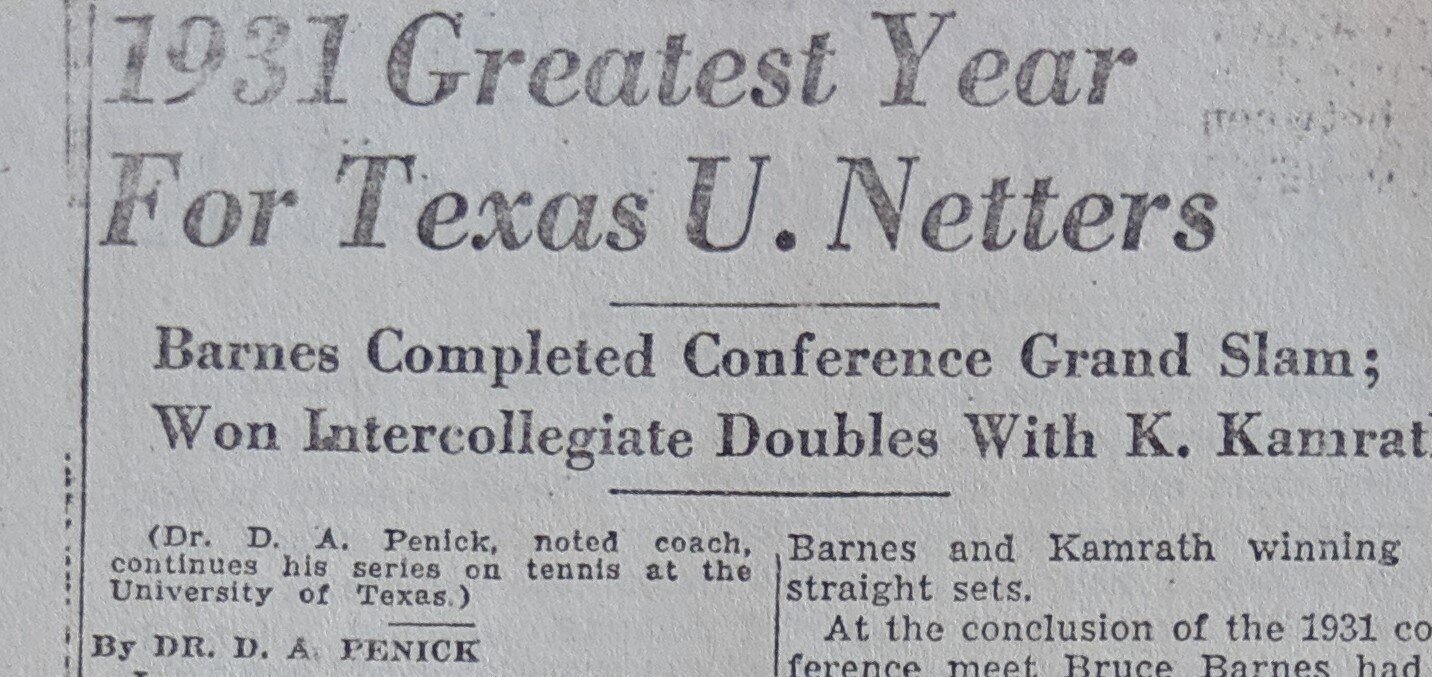 1931 Greatest Year
For Texas U. Netters
Barnes Completed Conference Grand Slam;
Won Intercollegiate Doubles With K. Kamrat
(Dr. D. A. Penick, noted coach,
continues his series on tennis at the
University of Texas.)
By DR. D. A. PENICK
Barnes and Kamrath winning
straight sets.
At the conclusion of the 1931 co
ference meet Bruce Barnes had